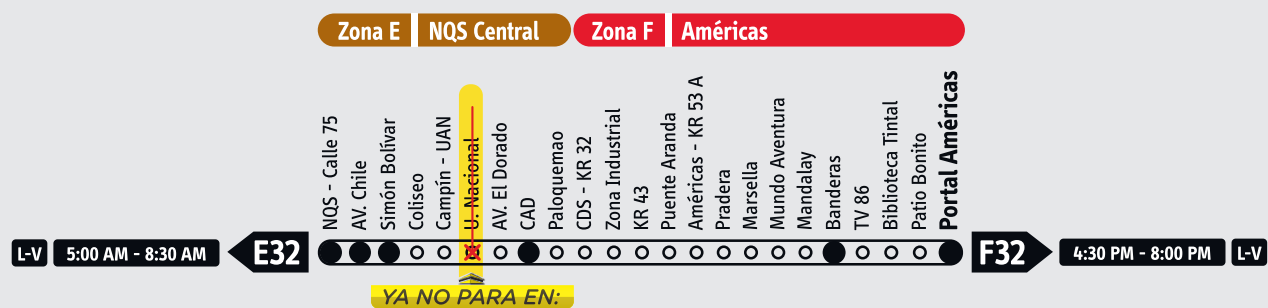 Zona E NQS Central Zona F Américas
NQS - Calle 75
AV. Chile
Simón Bolívar
Coliseo
Campín - UAN
U. Nacional
AV. El Dorado
CAD
Paloquemao
CDS - KR 32
Zona Industrial
KR 43
Puente Aranda
Américas - KR 53 A
Pradera
Marsella
Mundo Aventura
Mandalay
Banderas
TV 86
Biblioteca Tintal
Patio Bonito
Portal Américas
L-V 5:00 AM - 8:30 AM E32 F32 4:30 PM - 8:00 PM L-V
YA NO PARA EN: